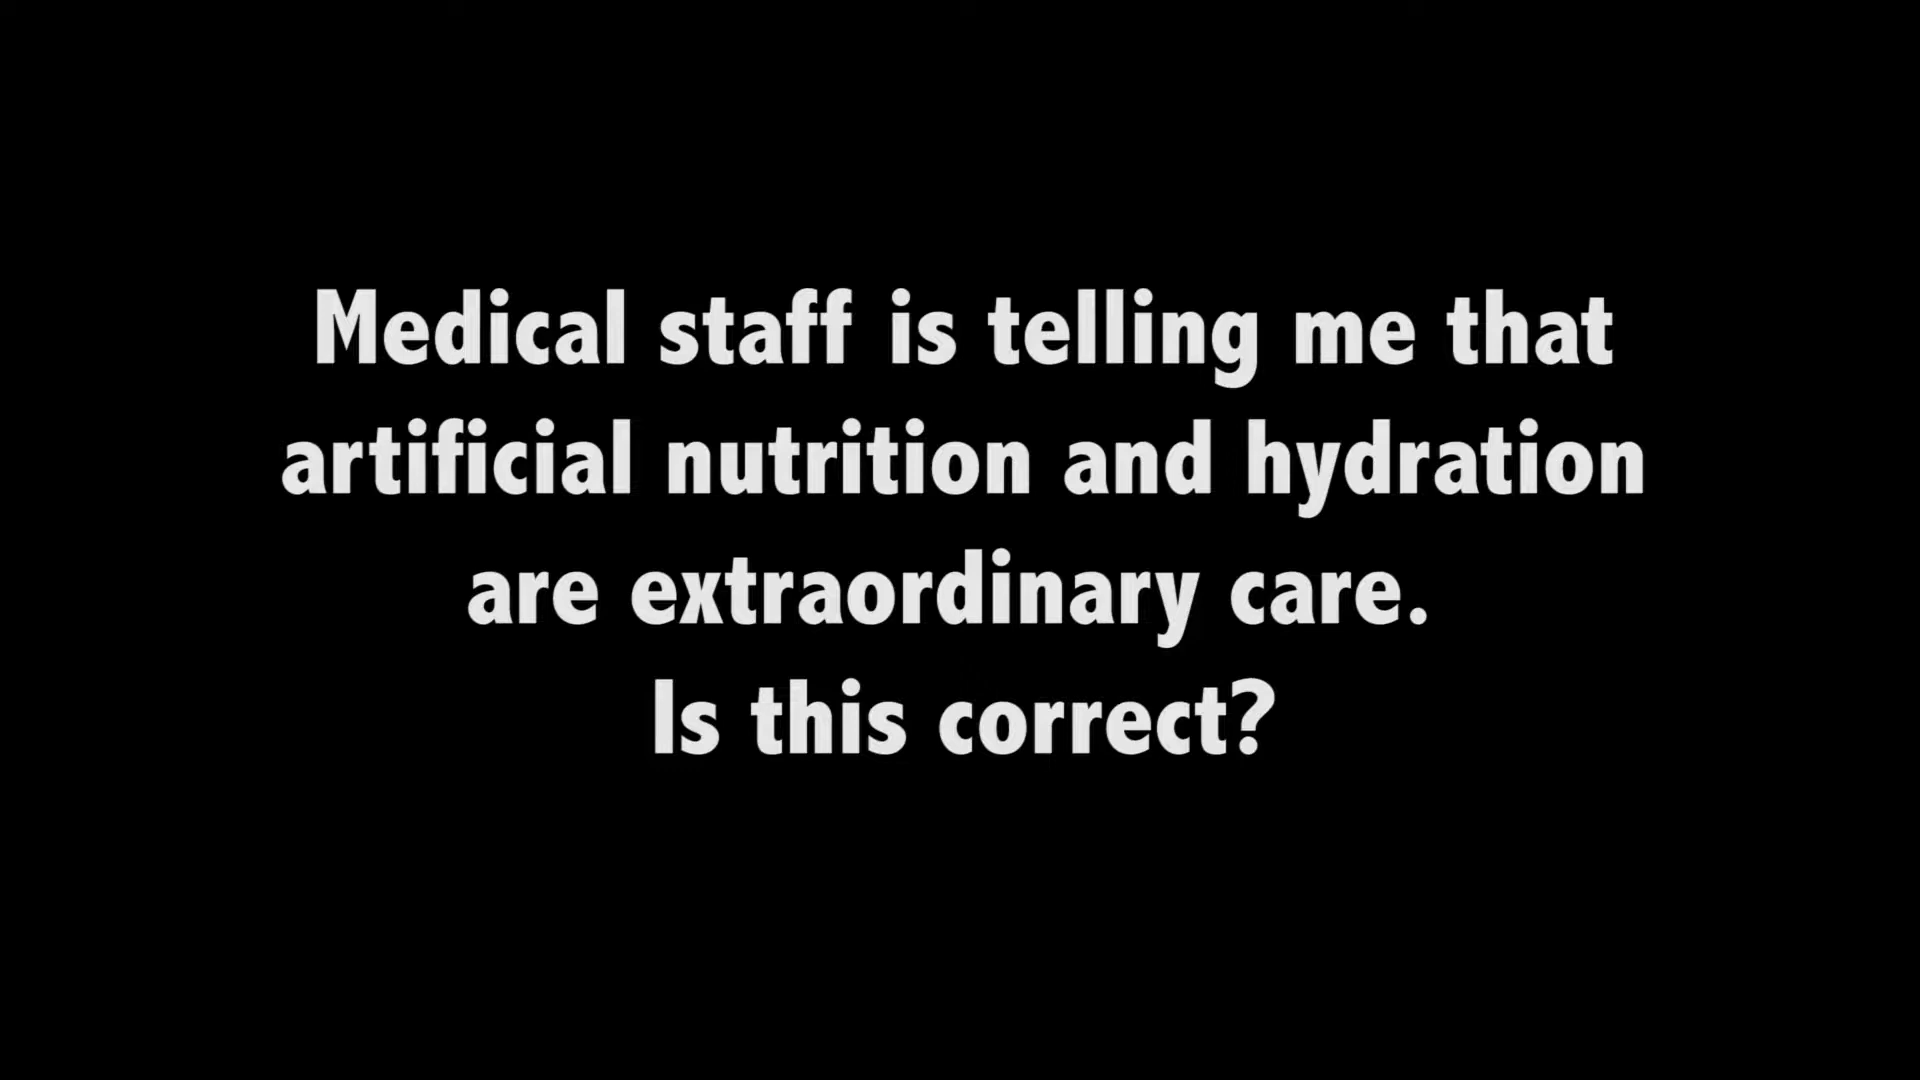 Medical staff is telling me that
artificial nutrition and hydration
are extraordinary care.
Is this correct?